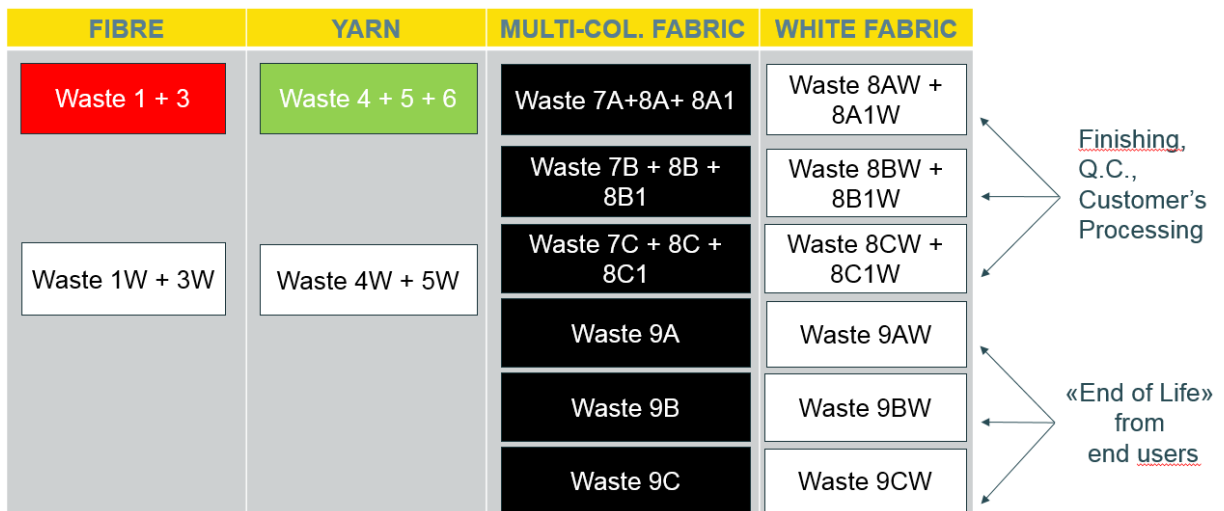 FIBRE
YARN
MULTI-COL. FABRIC
WHITE FABRIC
Waste 1 + 3
Waste 4 + 5 + 6
Waste 7A+8A+ 8A1
Waste 8AW +
8A1W
Waste 7B + 8B +
8B1
Waste 8BW +
8B1W
Waste 1W + 3W
Waste 4W + 5W
Waste 7C + 8C +
8C1
Waste 8CW +
8C1W
Finishing,
Q.C.,
Customer’s
Processing
Waste 9A
Waste 9AW
Waste 9B
Waste 9BW
Waste 9C
Waste 9CW
«End of Life»
from
end users